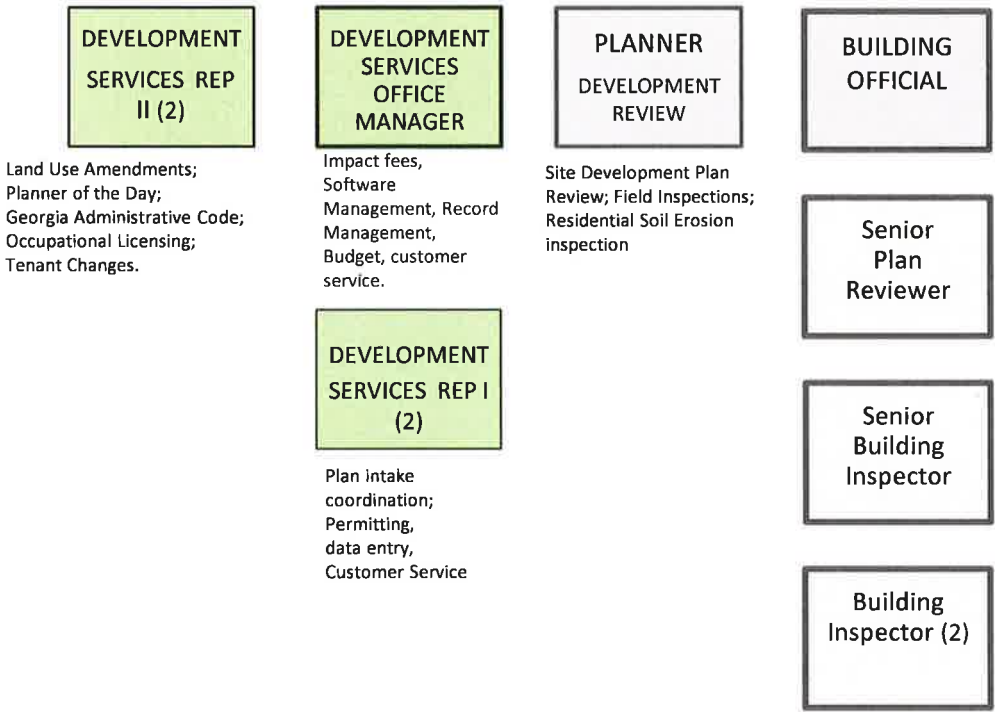 DEVELOPMENT
SERVICES REP
II (2)
Land Use Amendments;
Planner of the Day;
Georgia Administrative Code;
Occupational Licensing;
Tenant Changes.
DEVELOPMENT
SERVICES
OFFICE
MANAGER
Impact fees,
Software
Management, Record
Management,
Budget, customer
service.
DEVELOPMENT
SERVICES REP I
(2)
Plan intake
coordination;
Permitting,
data entry,
Customer Service
PLANNER
DEVELOPMENT
REVIEW
Site Development Plan
Review; Field Inspections;
Residential Soil Erosion
inspection
BUILDING
OFFICIAL
Senior
Plan
Reviewer
Senior
Building
Inspector
Building
Inspector (2)